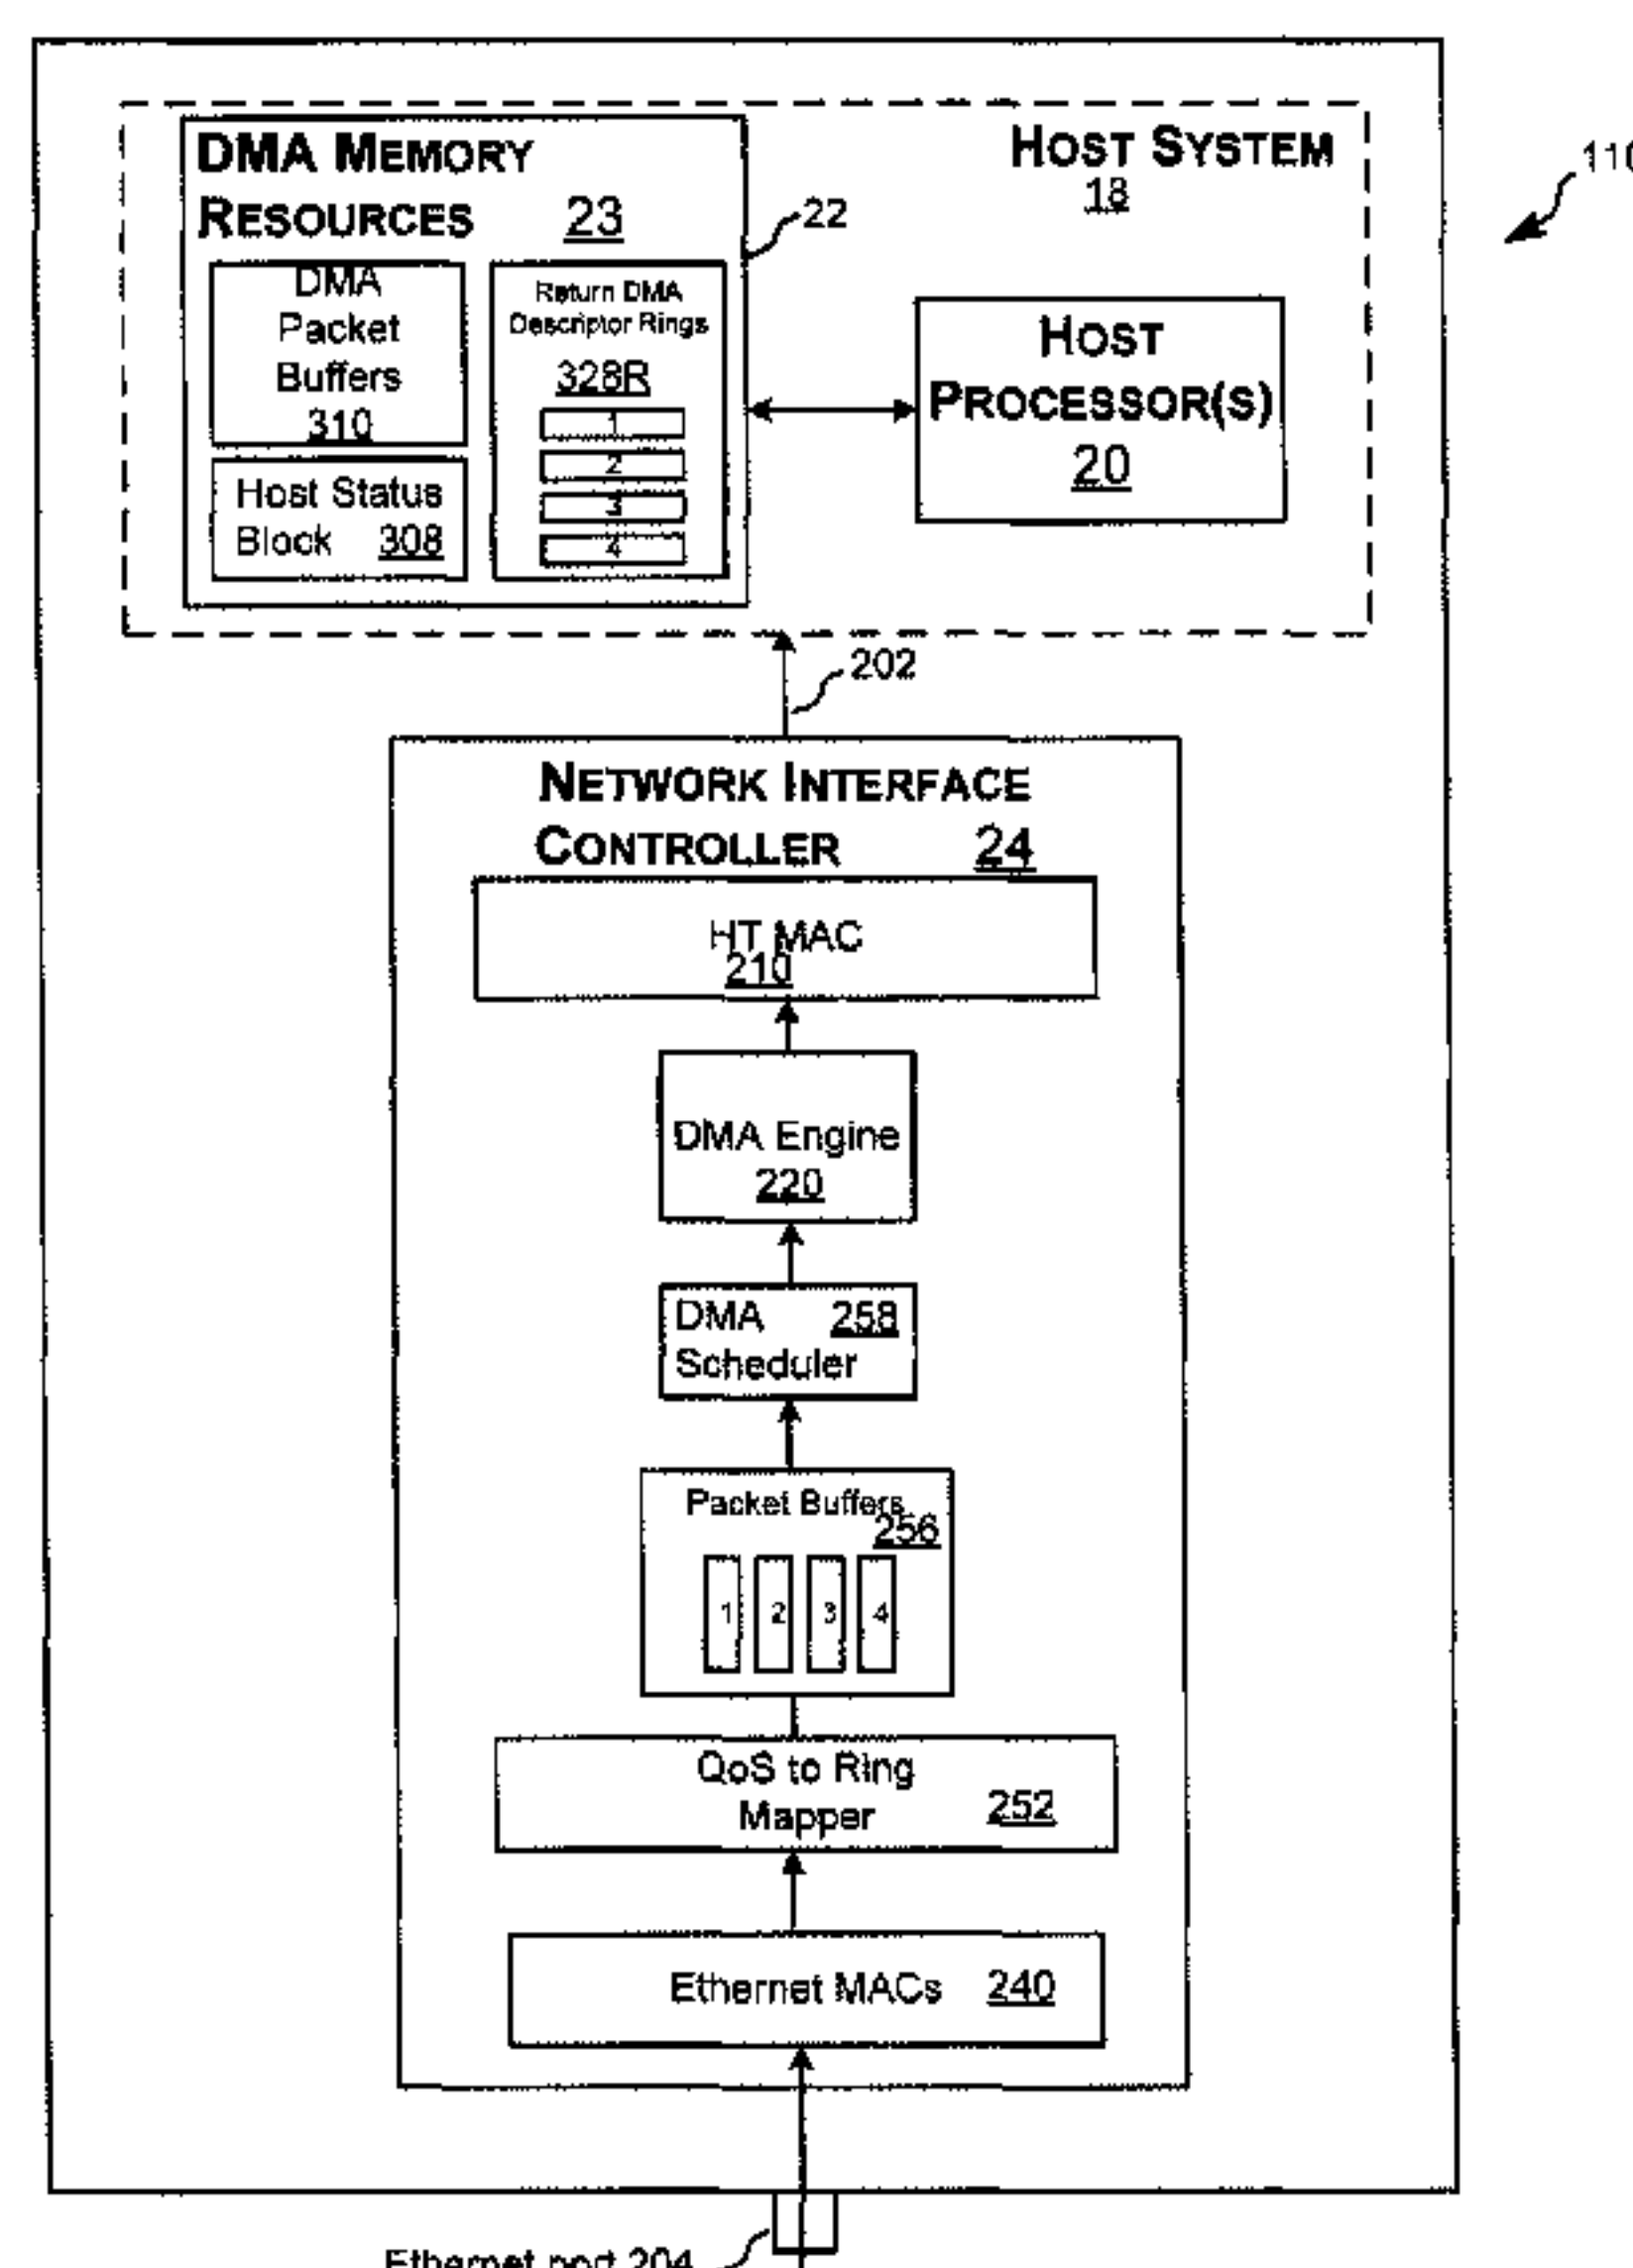 DMA MEMORY
RESOURCES 23
HOST SYSTEM
18
110
22
DMA
Packet
Buffers
310
Return DMA
Descriptor Rings
328R
1
2
3
4
Host Status
Block 308
HOST
PROCESSOR(S)
20
202
NETWORK INTERFACE
CONTROLLER 24
HT MAC
210
DMA Engine
220
DMA 258
Scheduler
Packet Buffers
256
1 2 3 4
QoS to Ring
Mapper 252
Ethernet MACs 240
Ethernet port 204